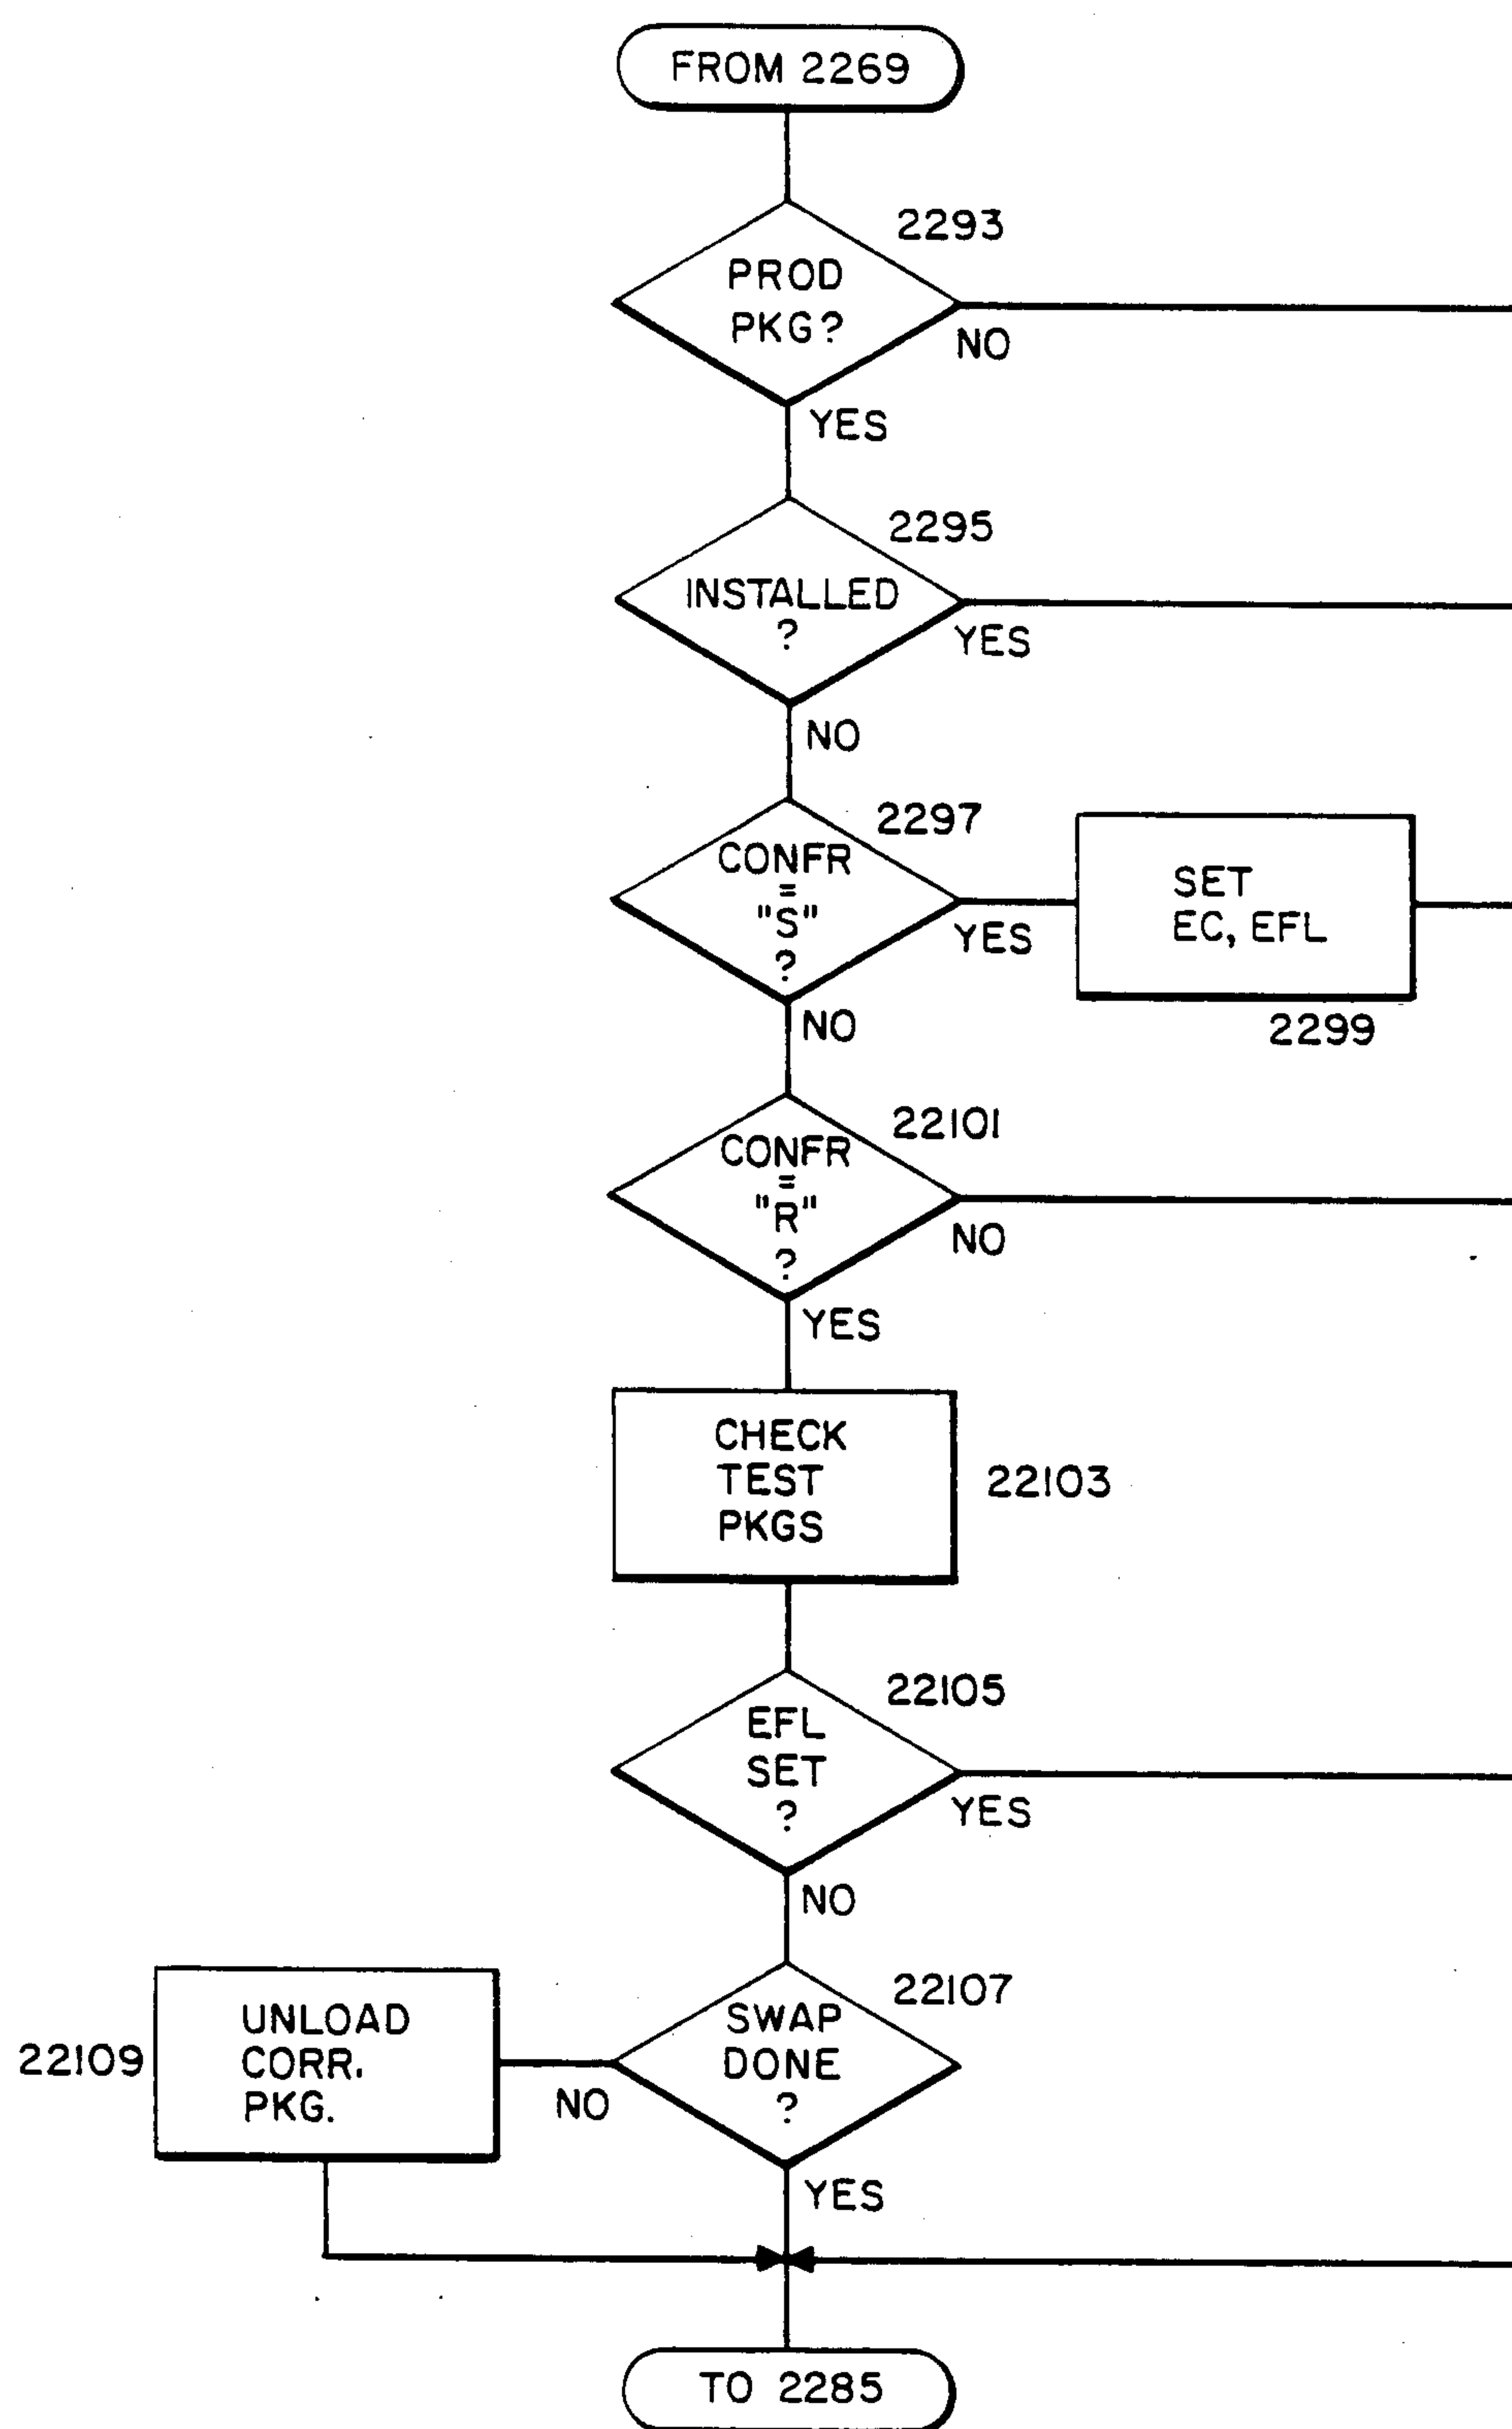 FROM 2269
2293
PROD
PKG?
NO
YES
2295
INSTALLED
?
YES
NO
2297
CONFR
=
"S"
?
YES
SET
EC, EFL
2299
NO
22101
CONFR
=
"R"
?
NO
YES
CHECK
TEST
PKGS
22103
22105
EFL
SET
?
YES
NO
22107
SWAP
DONE
?
NO
UNLOAD
CORR.
PKG.
22109
YES
TO 2285